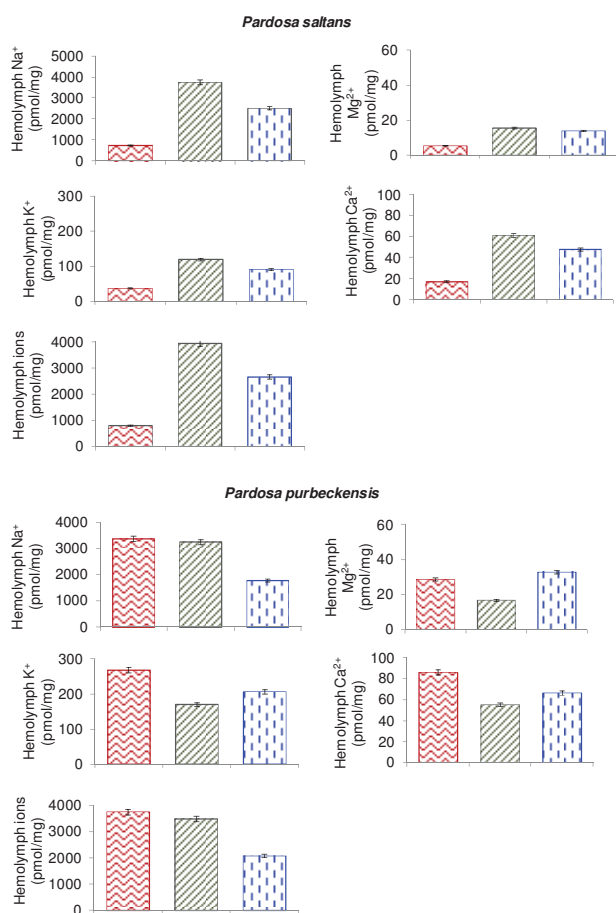 Pardosa saltans
Hemolymph Na⁺
(pmol/mg)
5000
4000
3000
2000
1000
0
Hemolymph
Mg²⁺
(pmol/mg)
60
40
20
0
Hemolymph K⁺
(pmol/mg)
300
200
100
0
Hemolymph Ca²⁺
(pmol/mg)
100
80
60
40
20
0
Hemolymph ions
(pmol/mg)
4000
3000
2000
1000
0
Pardosa purbeckensis
Hemolymph Na⁺
(pmol/mg)
4000
3000
2000
1000
0
Hemolymph
Mg²⁺
(pmol/mg)
60
40
20
0
Hemolymph K⁺
(pmol/mg)
300
200
100
0
Hemolymph Ca²⁺
(pmol/mg)
100
80
60
40
20
0
Hemolymph ions
(pmol/mg)
4000
3000
2000
1000
0